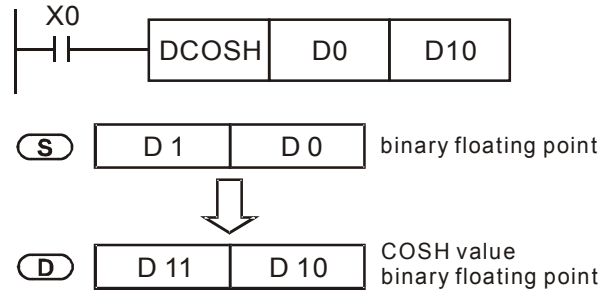 X0
DCOSH D0 D10
S D 1 D 0 binary floating point
D D 11 D 10 COSH value
binary floating point